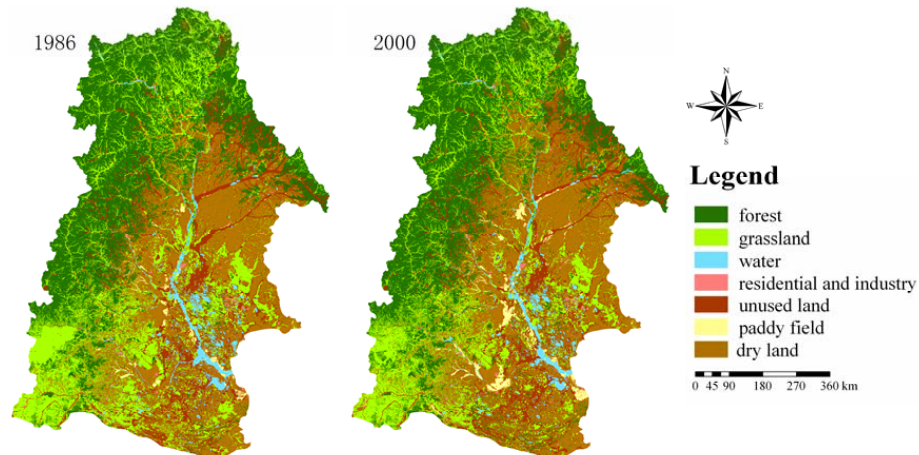 1986
2000
N
W
E
S
Legend
forest
grassland
water
residential and industry
unused land
paddy field
dry land
0 45 90 180 270 360 km